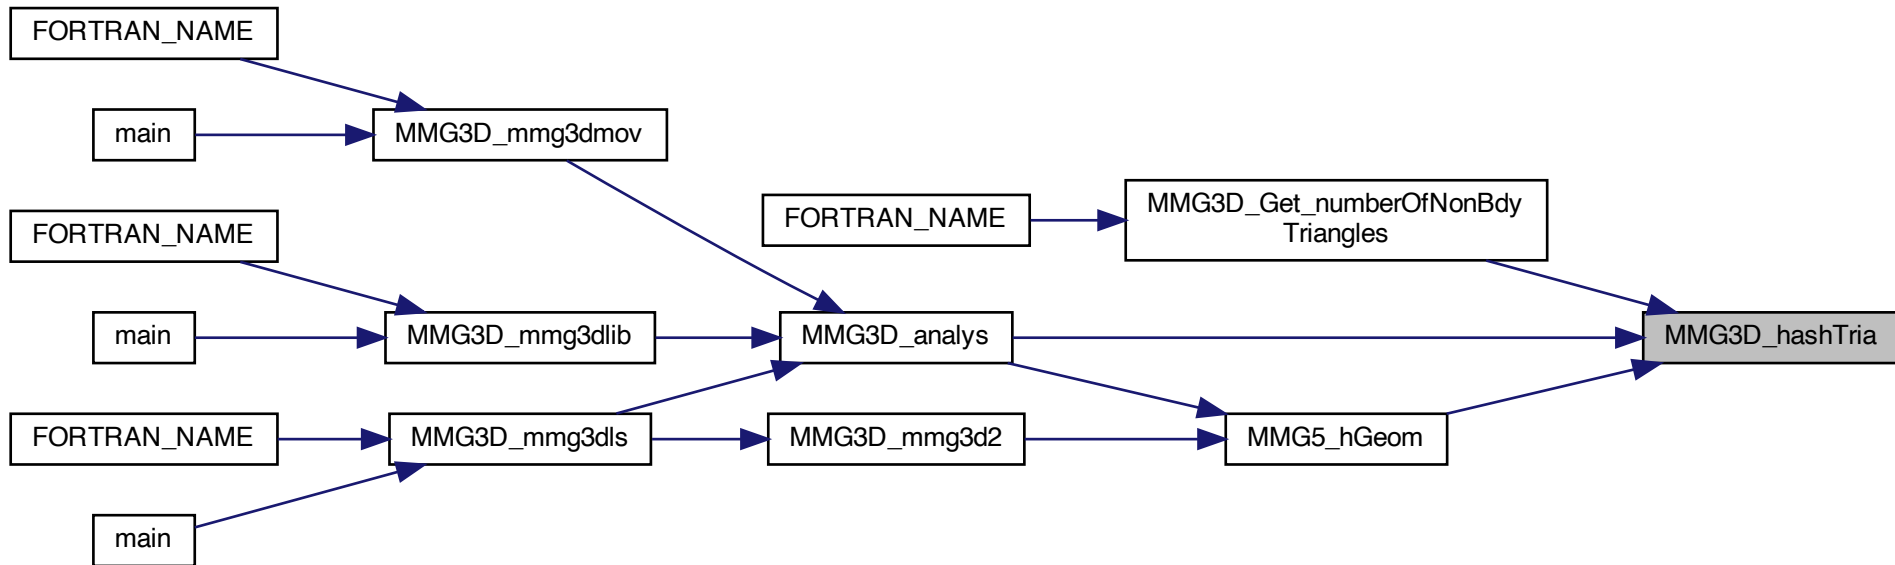 FORTRAN_NAME
main
MMG3D_mmg3dmov
MMG3D_Get_numberOfNonBdy
Triangles
FORTRAN_NAME
FORTRAN_NAME
main
MMG3D_mmg3dlib
MMG3D_analys
MMG3D_hashTria
FORTRAN_NAME
MMG3D_mmg3dls
MMG3D_mmg3d2
MMG5_hGeom
main